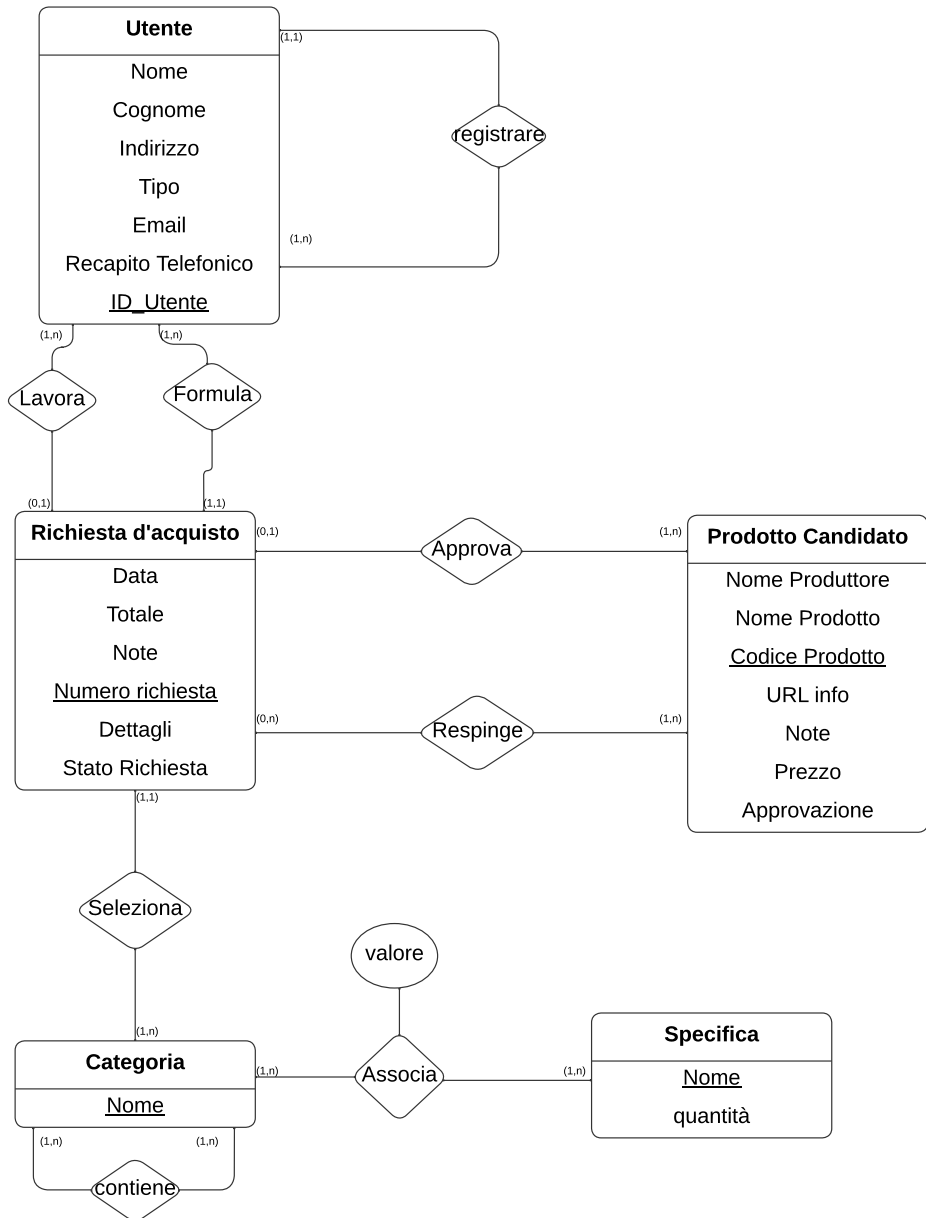 Utente
Nome
Cognome
Indirizzo
Tipo
Email
Recapito Telefonico
ID_Utente
(1,1)
registrare
(1,n)
(1,n)
(1,n)
Lavora
Formula
(0,1)
(1,1)
Richiesta d'acquisto
Data
Totale
Note
Numero richiesta
Dettagli
Stato Richiesta
(0,1)
Approva
(1,n)
(0,n)
Respinge
(1,n)
Prodotto Candidato
Nome Produttore
Nome Prodotto
Codice Prodotto
URL info
Note
Prezzo
Approvazione
(1,1)
Seleziona
(1,n)
Categoria
Nome
(1,n)
(1,n)
contiene
(1,n)
valore
Associa
(1,n)
Specifica
Nome
quantità